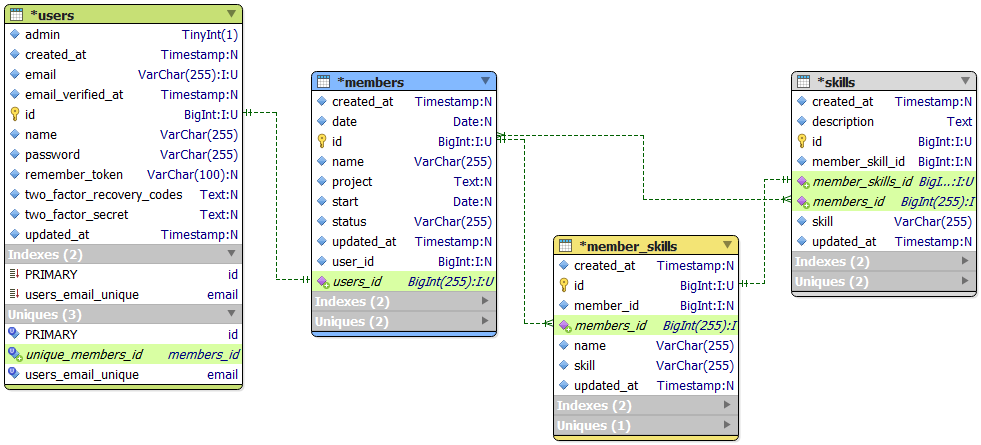 *users
admin TinyInt(1)
created_at Timestamp:N
email VarChar(255):I:U
email_verified_at Timestamp:N
id BigInt:I:U
name VarChar(255)
password VarChar(255)
remember_token VarChar(100):N
two_factor_recovery_codes Text:N
two_factor_secret Text:N
updated_at Timestamp:N
Indexes (2)
PRIMARY id
users_email_unique email
Uniques (3)
PRIMARY id
unique_members_id members_id
users_email_unique email
*members
created_at Timestamp:N
date Date:N
id BigInt:I:U
name VarChar(255)
project Text:N
start Date:N
status VarChar(255)
updated_at Timestamp:N
user_id BigInt:I:N
users_id BigInt(255):I:U
Indexes (2)
Uniques (2)
*member_skills
created_at Timestamp:N
id BigInt:I:U
member_id BigInt:I:N
members_id BigInt(255):I
name VarChar(255)
skill VarChar(255)
updated_at Timestamp:N
Indexes (2)
Uniques (1)
*skills
created_at Timestamp:N
description Text
id BigInt:I:U
member_skill_id BigInt:I:N
member_skills_id BigI...:I:U
members_id BigInt(255):I
skill VarChar(255)
updated_at Timestamp:N
Indexes (3)
Uniques (2)